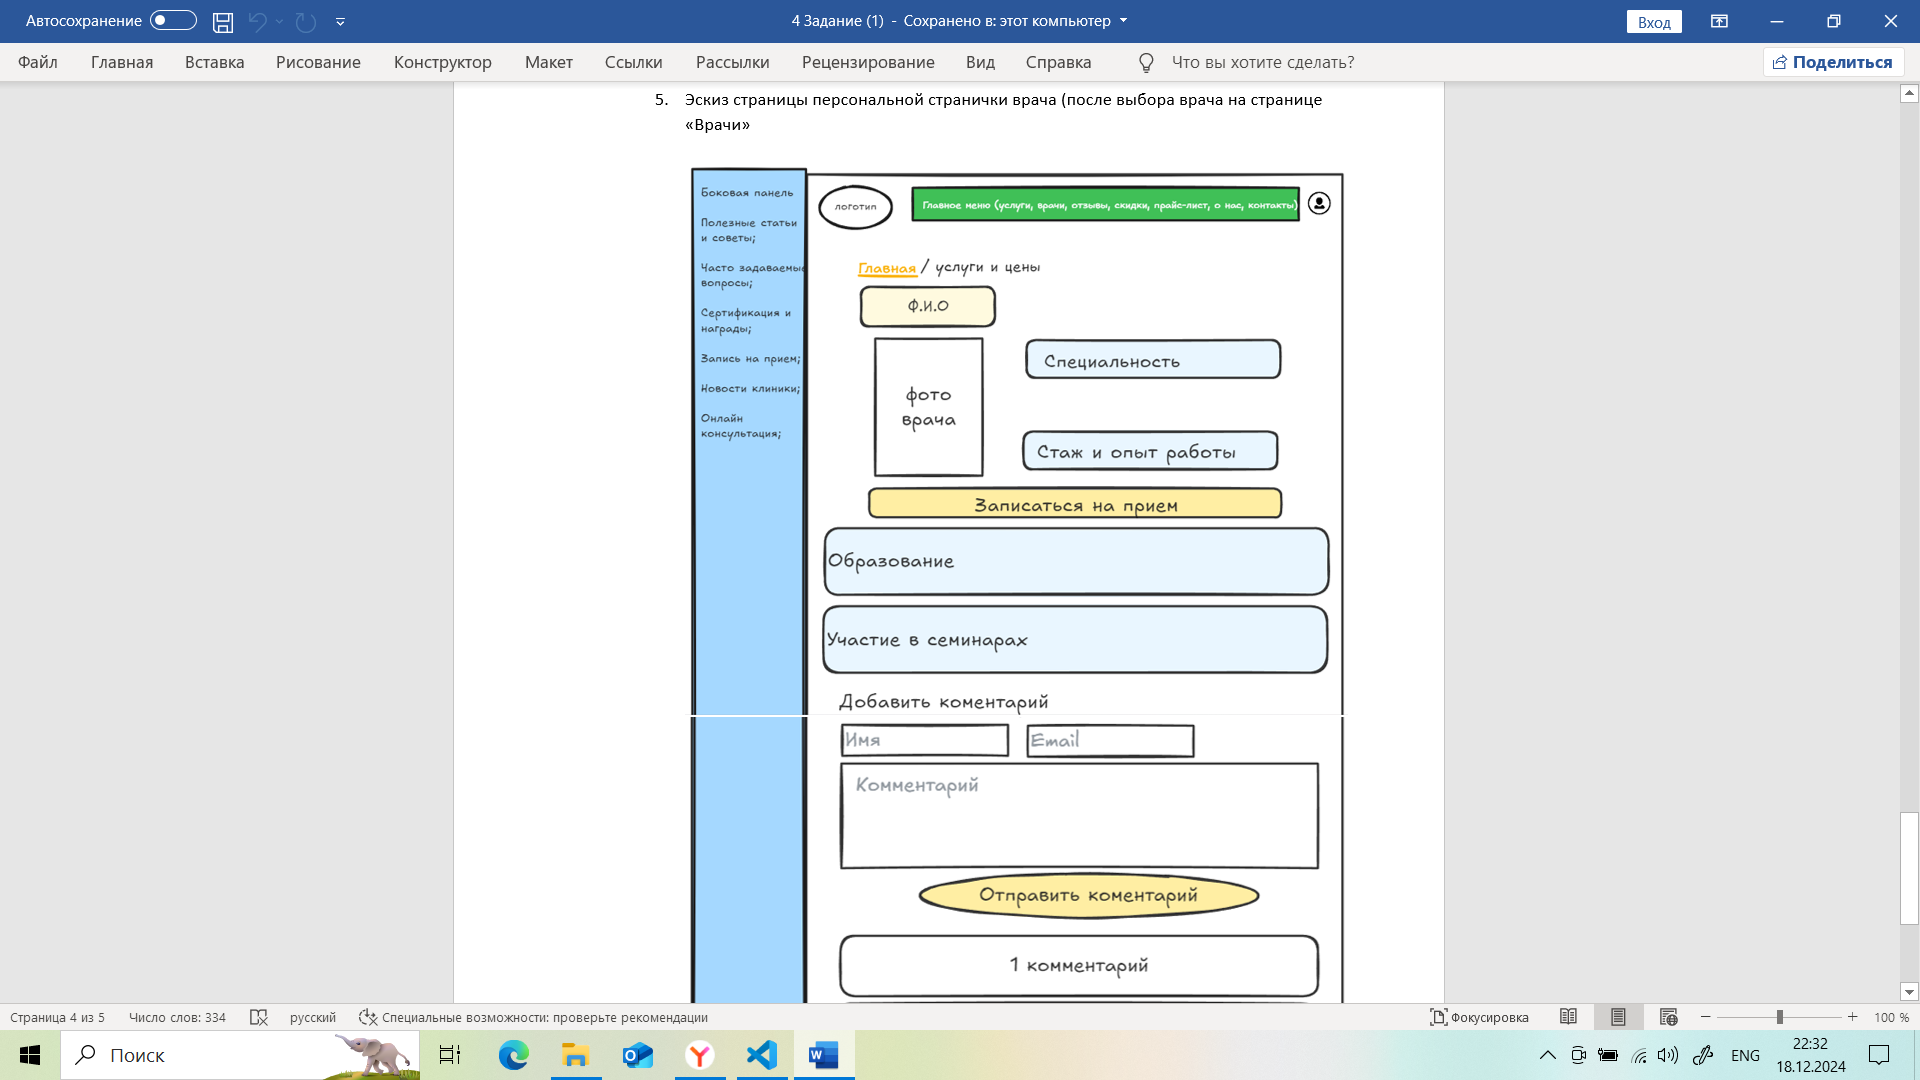 Автосохранение
4 Задание (1) - Сохранено в: этот компьютер
Вход
Файл Главная Вставка Рисование Конструктор Макет Ссылки Рассылки Рецензирование Вид Справка Что вы хотите сделать? Поделиться
5. Эскиз страницы персональной странички врача (после выбора врача на странице
«Врачи»
Боковая панель
Полезные статьи
и советы;
Часто задаваемые
вопросы;
Сертификация и
награды;
Запись на прием;
Новости клиники;
Онлайн
консультация;
логотип
Главное меню (услуги, врачи, отзывы, скидки, прайс-лист, о нас, контакты)
Главная / услуги и цены
Ф.И.О
фото
врача
Специальность
Стаж и опыт работы
Записаться на прием
Образование
Участие в семинарах
Добавить коментарий
Имя
Email
Комментарий
Отправить коментарий
1 комментарий
Страница 4 из 5 Число слов: 334 русский Специальные возможности: проверьте рекомендации Фокусировка 100 %
Поиск
ENG
22:32
18.12.2024